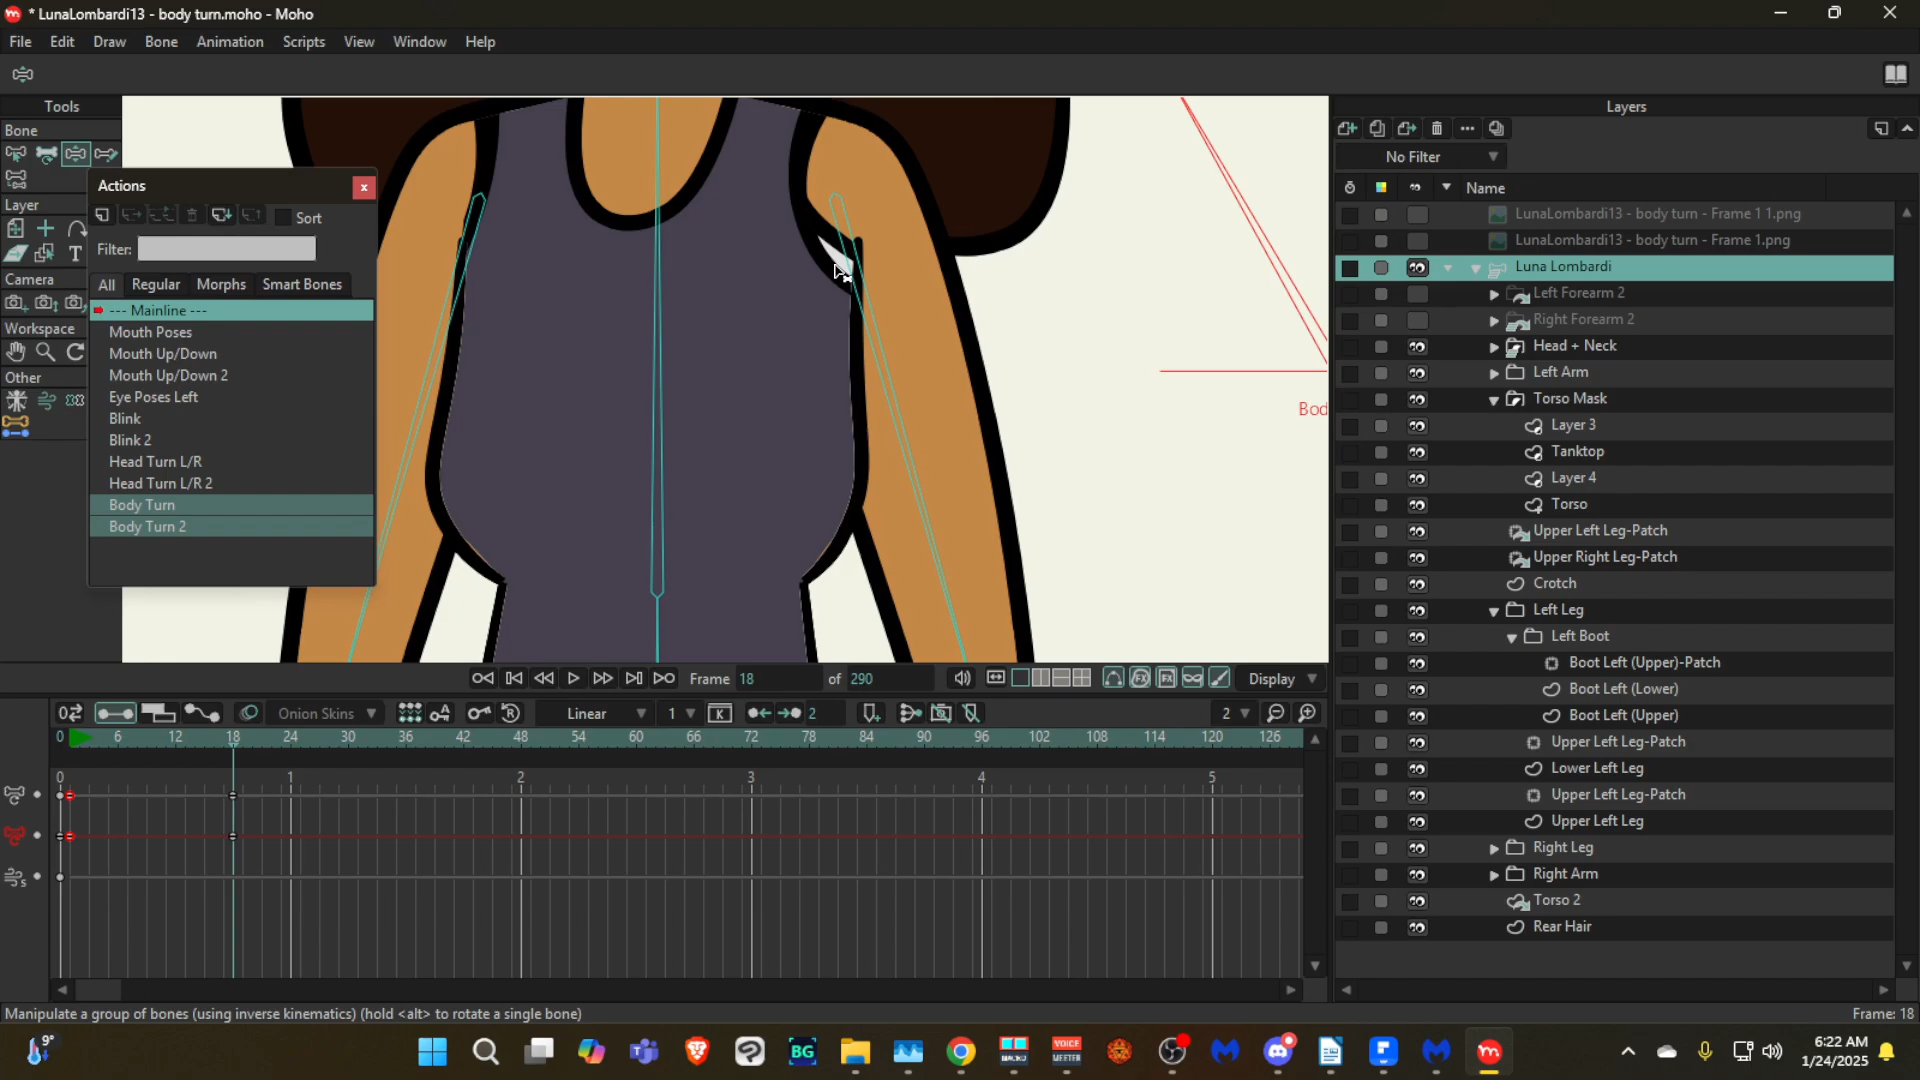 * LunaLombardi13 - body turn.moho - Moho
File Edit Draw Bone Animation Scripts View Window Help
Tools
Bone
Layer
T
Camera
Workspace
Other
Actions
x
Sort
Filter:
All Regular Morphs Smart Bones
--- Mainline ---
Mouth Poses
Mouth Up/Down
Mouth Up/Down 2
Eye Poses Left
Blink
Blink 2
Head Turn L/R
Head Turn L/R 2
Body Turn
Body Turn 2
Bod
Layers
No Filter
Name
LunaLombardi13 - body turn - Frame 1 1.png
LunaLombardi13 - body turn - Frame 1.png
Luna Lombardi
Left Forearm 2
Right Forearm 2
Head + Neck
Left Arm
Torso Mask
Layer 3
Tanktop
Layer 4
Torso
Upper Left Leg-Patch
Upper Right Leg-Patch
Crotch
Left Leg
Left Boot
Boot Left (Upper)-Patch
Boot Left (Lower)
Boot Left (Upper)
Upper Left Leg-Patch
Lower Left Leg
Upper Left Leg-Patch
Upper Left Leg
Right Leg
Right Arm
Torso 2
Rear Hair
Frame 18 of 290 Display
Onion Skins Linear 1 2 2
0 6 12 18 24 30 36 42 48 54 60 66 72 78 84 90 96 102 108 114 120 126
0 1 2 3 4 5
Manipulate a group of bones (using inverse kinematics) (hold <alt> to rotate a single bone)
Frame: 18
9°
BG
VOICE MEETER
6:22 AM
1/24/2025